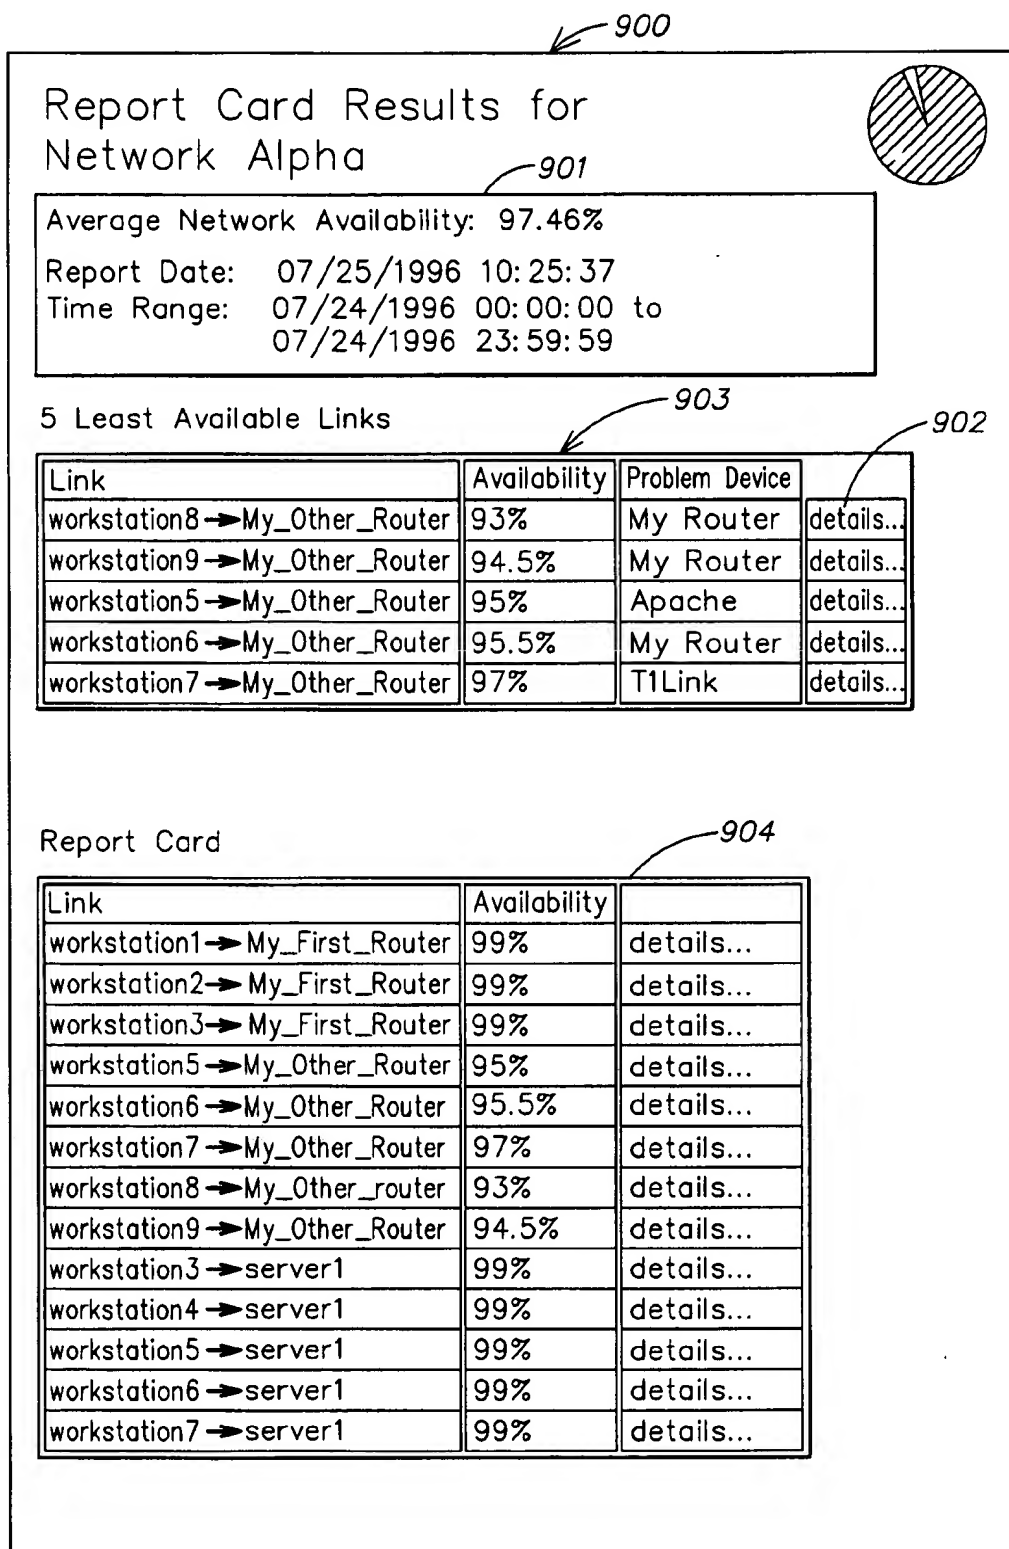 900
Report Card Results for
Network Alpha
901
Average Network Availability: 97.46%
Report Date: 07/25/1996 10:25:37
Time Range: 07/24/1996 00:00:00 to
07/24/1996 23:59:59
903
5 Least Available Links
902
Link Availability Problem Device
workstation8→My_Other_Router 93% My Router details...
workstation9→My_Other_Router 94.5% My Router details...
workstation5→My_Other_Router 95% Apache details...
workstation6→My_Other_Router 95.5% My Router details...
workstation7→My_Other_Router 97% T1Link details...
904
Report Card
Link Availability
workstation1→My_First_Router 99% details...
workstation2→My_First_Router 99% details...
workstation3→My_First_Router 99% details...
workstation5→My_Other_Router 95% details...
workstation6→My_Other_Router 95.5% details...
workstation7→My_Other_Router 97% details...
workstation8→My_Other_router 93% details...
workstation9→My_Other_Router 94.5% details...
workstation3→server1 99% details...
workstation4→server1 99% details...
workstation5→server1 99% details...
workstation6→server1 99% details...
workstation7→server1 99% details...